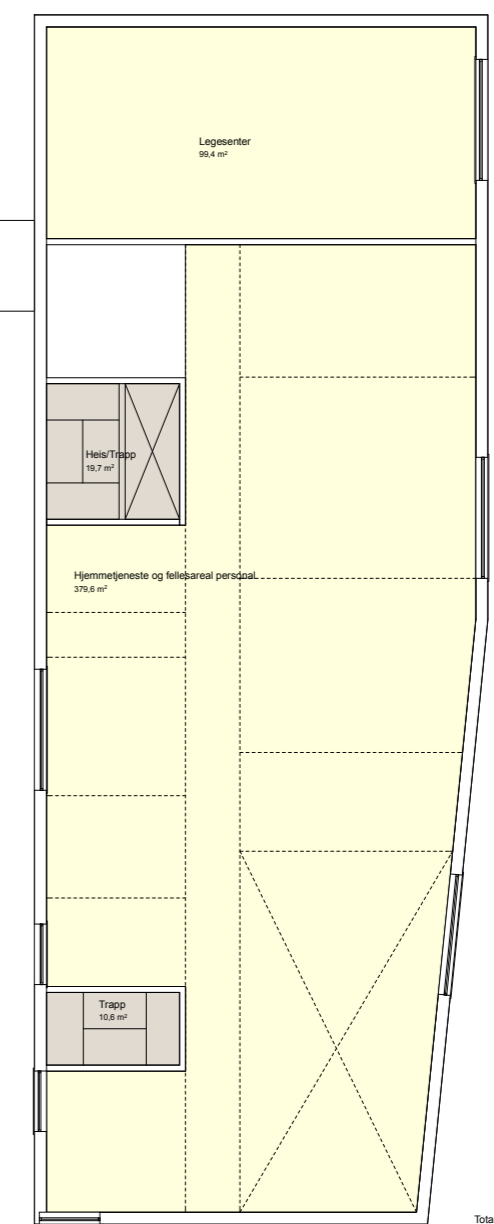 Legesenter
99,4 m²
Heis/Trapp
19,7 m²
Hjemmetjeneste og fellesareal personal
379,6 m²
Trapp
10,6 m²
Tota